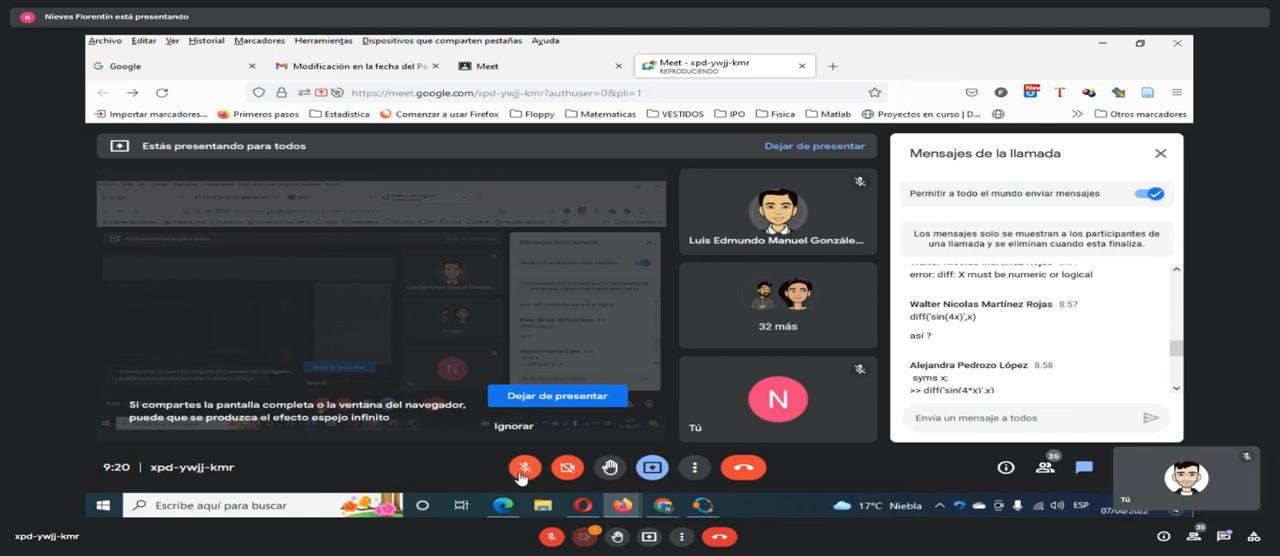 N Nieves Florentin está presentando
Archivo Editar Ver Historial Marcadores Herramientas Dispositivos que comparten pestañas Ayuda
Google
Modificación en la fecha del Pe
Meet
Meet - xpd-ywjj-kmr
REPRODUCIENDO
https://meet.google.com/xpd-ywjj-kmr?authuser=0&pli=1
Importar marcadores... Primeros pasos Estadistica Comenzar a usar Firefox Floppy Matematicas VESTIDOS IPO Fisica Matlab Proyectos en curso | D... Otros marcadores
Estás presentando para todos
Dejar de presentar
Mensajes de la llamada
Permitir a todo el mundo enviar mensajes
Los mensajes solo se muestran a los participantes de
una llamada y se eliminan cuando esta finaliza.
Walter Nicolas Martínez Rojas
error: diff: X must be numeric or logical
Walter Nicolas Martínez Rojas 8:57
diff('sin(4x)',x)
así ?
Alejandra Pedrozo López 8:58
syms x;
>> diff('sin(4*x)',x)
Envía un mensaje a todos
Luis Edmundo Manuel Gonzále...
32 más
N
Tú
Si compartes la pantalla completa o la ventana del navegador,
puede que se produzca el efecto espejo infinito
Dejar de presentar
Ignorar
9:20 | xpd-ywjj-kmr
35
Tú
Escribe aquí para buscar
17°C Niebla
ESP
07/06/2022
xpd-ywjj-kmr
1
35